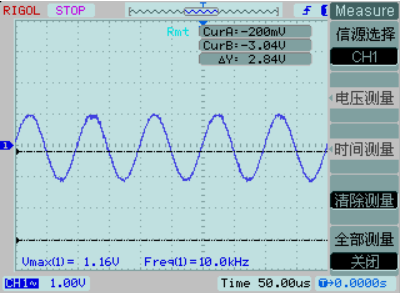 RIGOL STOP f Measure
Rmt CurA:-200mV
CurB:-3.04V
ΔY: 2.84V
信源选择
CH1
电压测量
时间测量
清除测量
全部测量
关闭
1
Vmax(1)= 1.16V Freq(1)=10.0kHz
CH1~ 1.00V Time 50.00us T→0.0000s